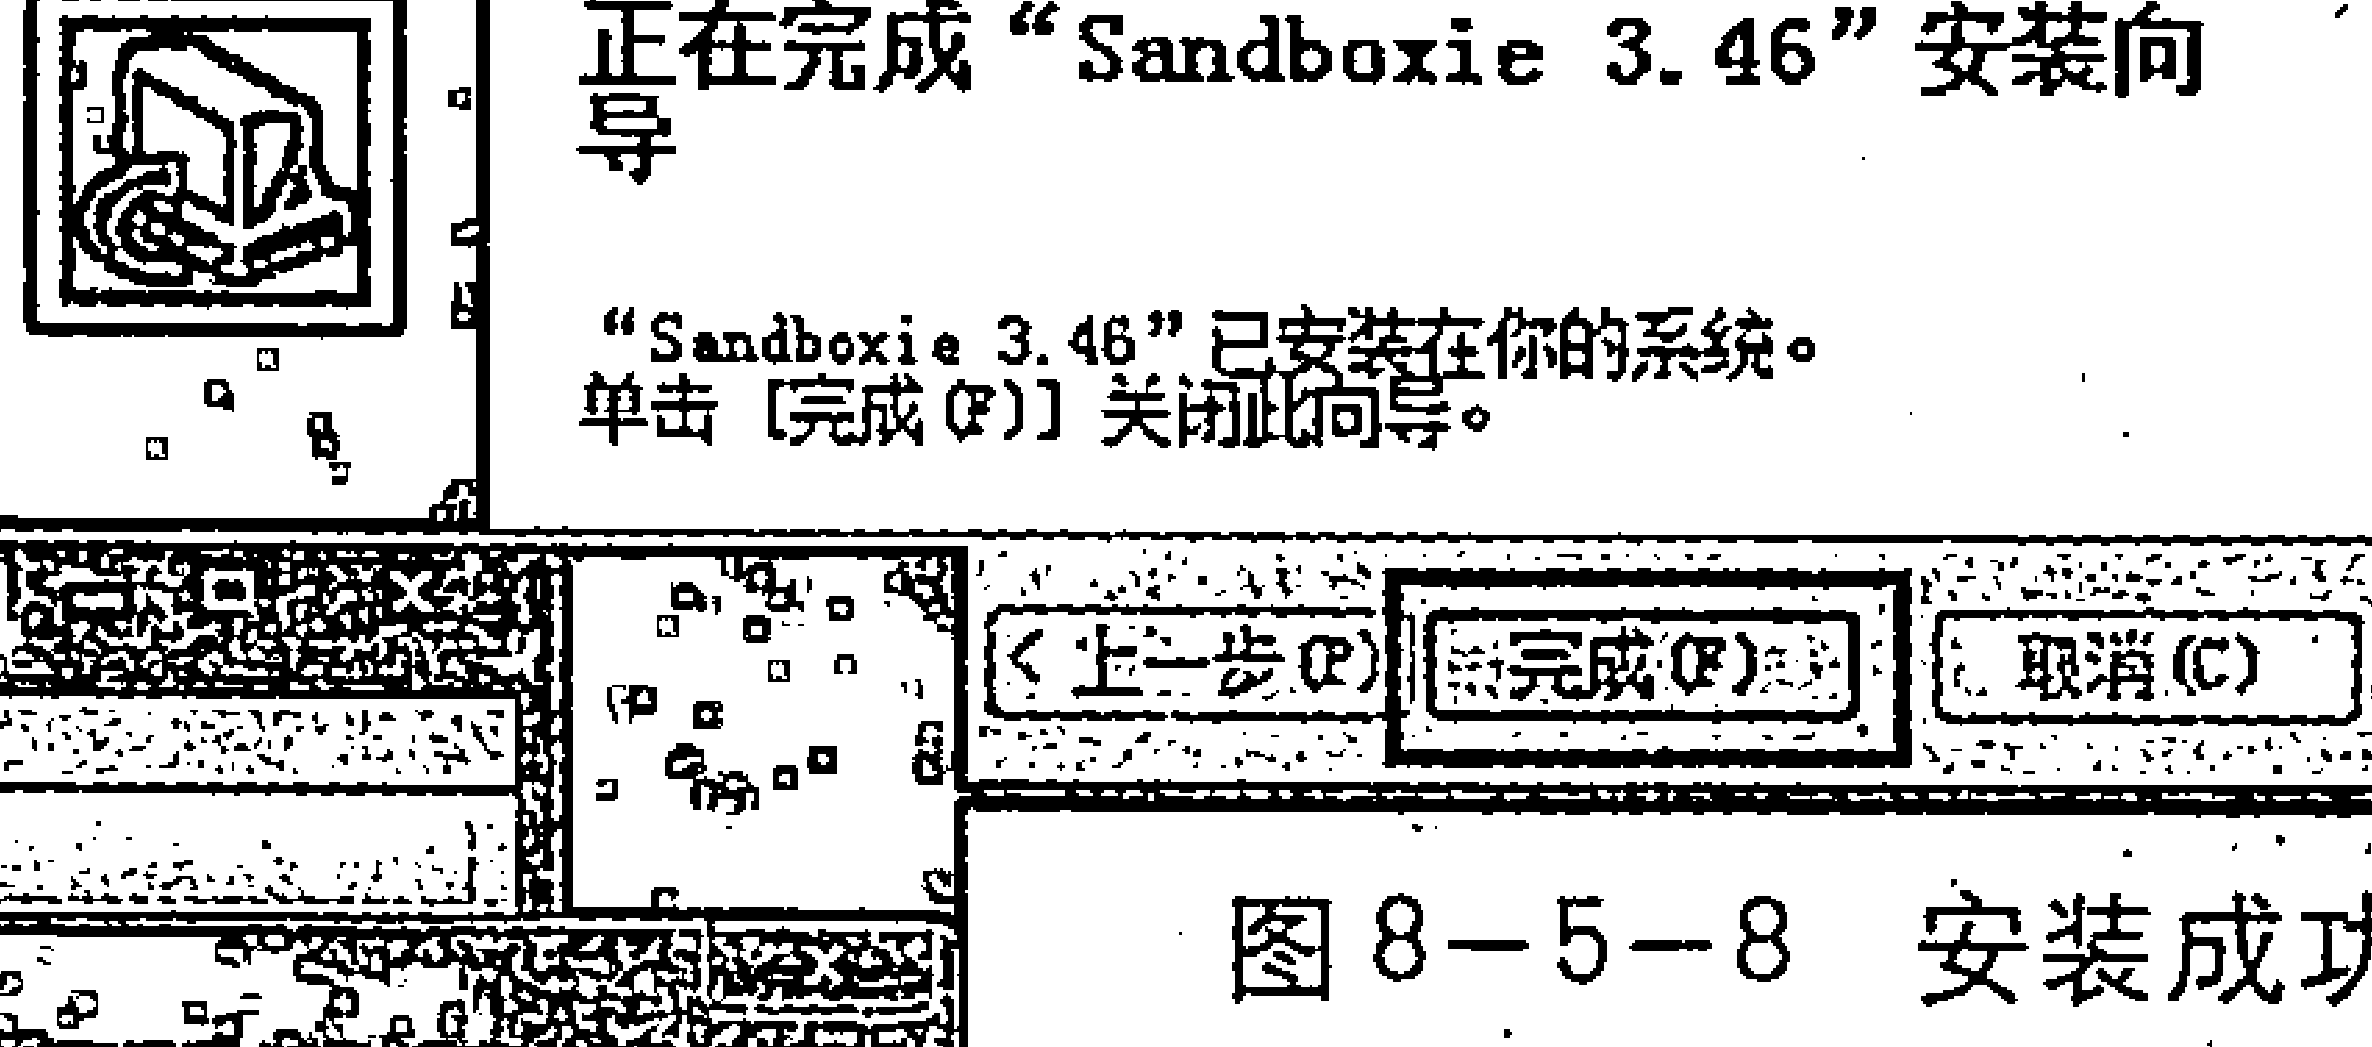 正在完成“Sandboxie 3.46”安装向
导
“Sandboxie 3.46”已安装在你的系统。
单击 [完成(F)] 关闭此向导。
< 上一步(P) 完成(F) 取消(C)
图 8-5-8 安装成功